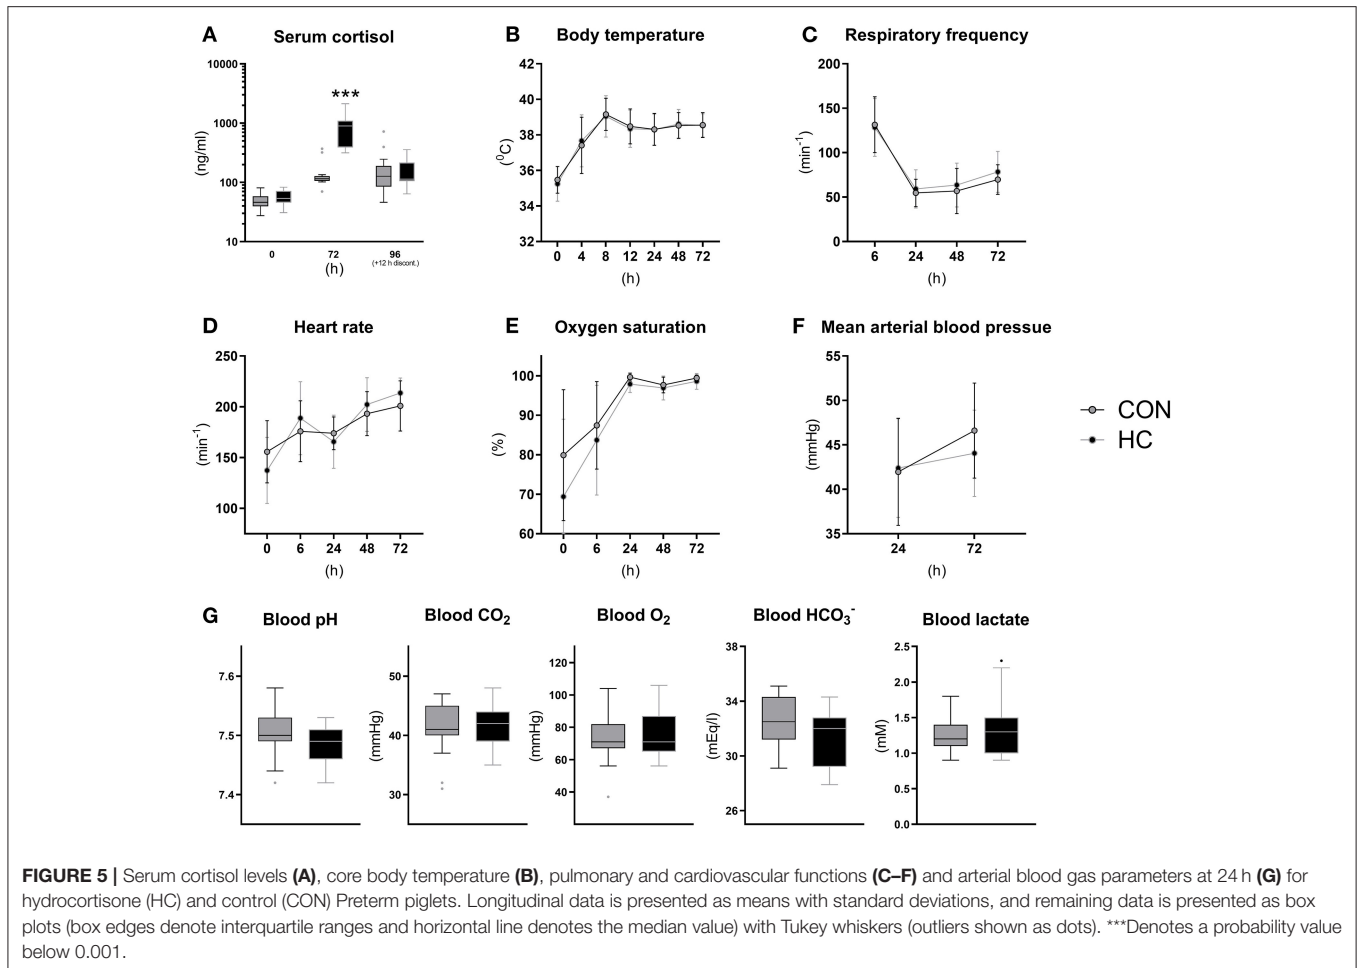 A Serum cortisol
(ng/ml)
10000
1000
100
10
***
0 72 96
(+12 h discont.)
(h)
B Body temperature
(⁰C)
42
40
38
36
34
32
0 4 8 12 24 48 72
(h)
C Respiratory frequency
(min⁻¹)
200
150
100
50
0
6 24 48 72
(h)
D Heart rate
(min⁻¹)
250
200
150
100
0 6 24 48 72
(h)
E Oxygen saturation
(%)
100
90
80
70
60
0 6 24 48 72
(h)
F Mean arterial blood pressue
(mmHg)
55
50
45
40
35
24 72
(h)
CON
HC
G Blood pH
7.6
7.5
7.4
Blood CO₂
(mmHg)
50
40
30
Blood O₂
(mmHg)
120
100
80
60
40
Blood HCO₃⁻
(mEq/l)
38
34
30
26
Blood lactate
(mM)
2.5
2.0
1.5
1.0
0.5
0.0
FIGURE 5 | Serum cortisol levels (A), core body temperature (B), pulmonary and cardiovascular functions (C–F) and arterial blood gas parameters at 24 h (G) for
hydrocortisone (HC) and control (CON) Preterm piglets. Longitudinal data is presented as means with standard deviations, and remaining data is presented as box
plots (box edges denote interquartile ranges and horizontal line denotes the median value) with Tukey whiskers (outliers shown as dots). ***Denotes a probability value
below 0.001.